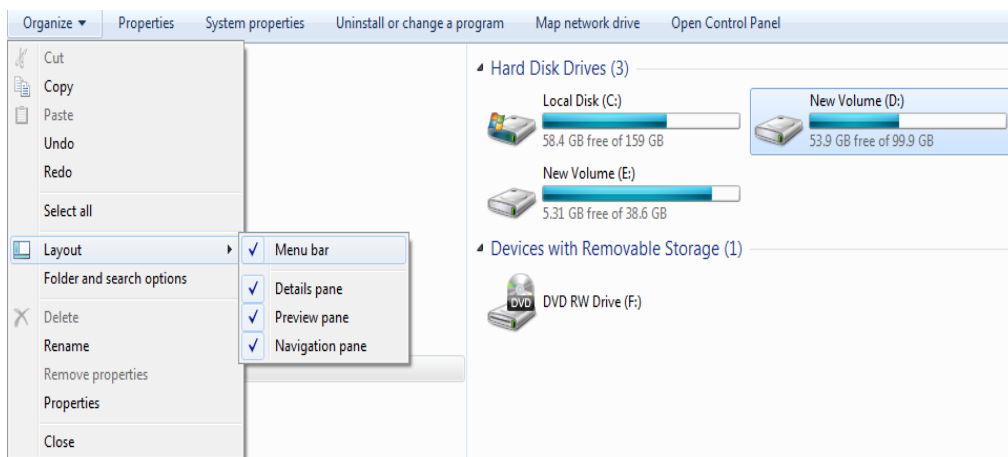 Organize Properties System properties Uninstall or change a program Map network drive Open Control Panel
Cut
Copy
Paste
Undo
Redo
Select all
Layout
Folder and search options
Delete
Rename
Remove properties
Properties
Close
Menu bar
Details pane
Preview pane
Navigation pane
Hard Disk Drives (3)
Local Disk (C:)
58.4 GB free of 159 GB
New Volume (D:)
53.9 GB free of 99.9 GB
New Volume (E:)
5.31 GB free of 38.6 GB
Devices with Removable Storage (1)
DVD
DVD RW Drive (F:)